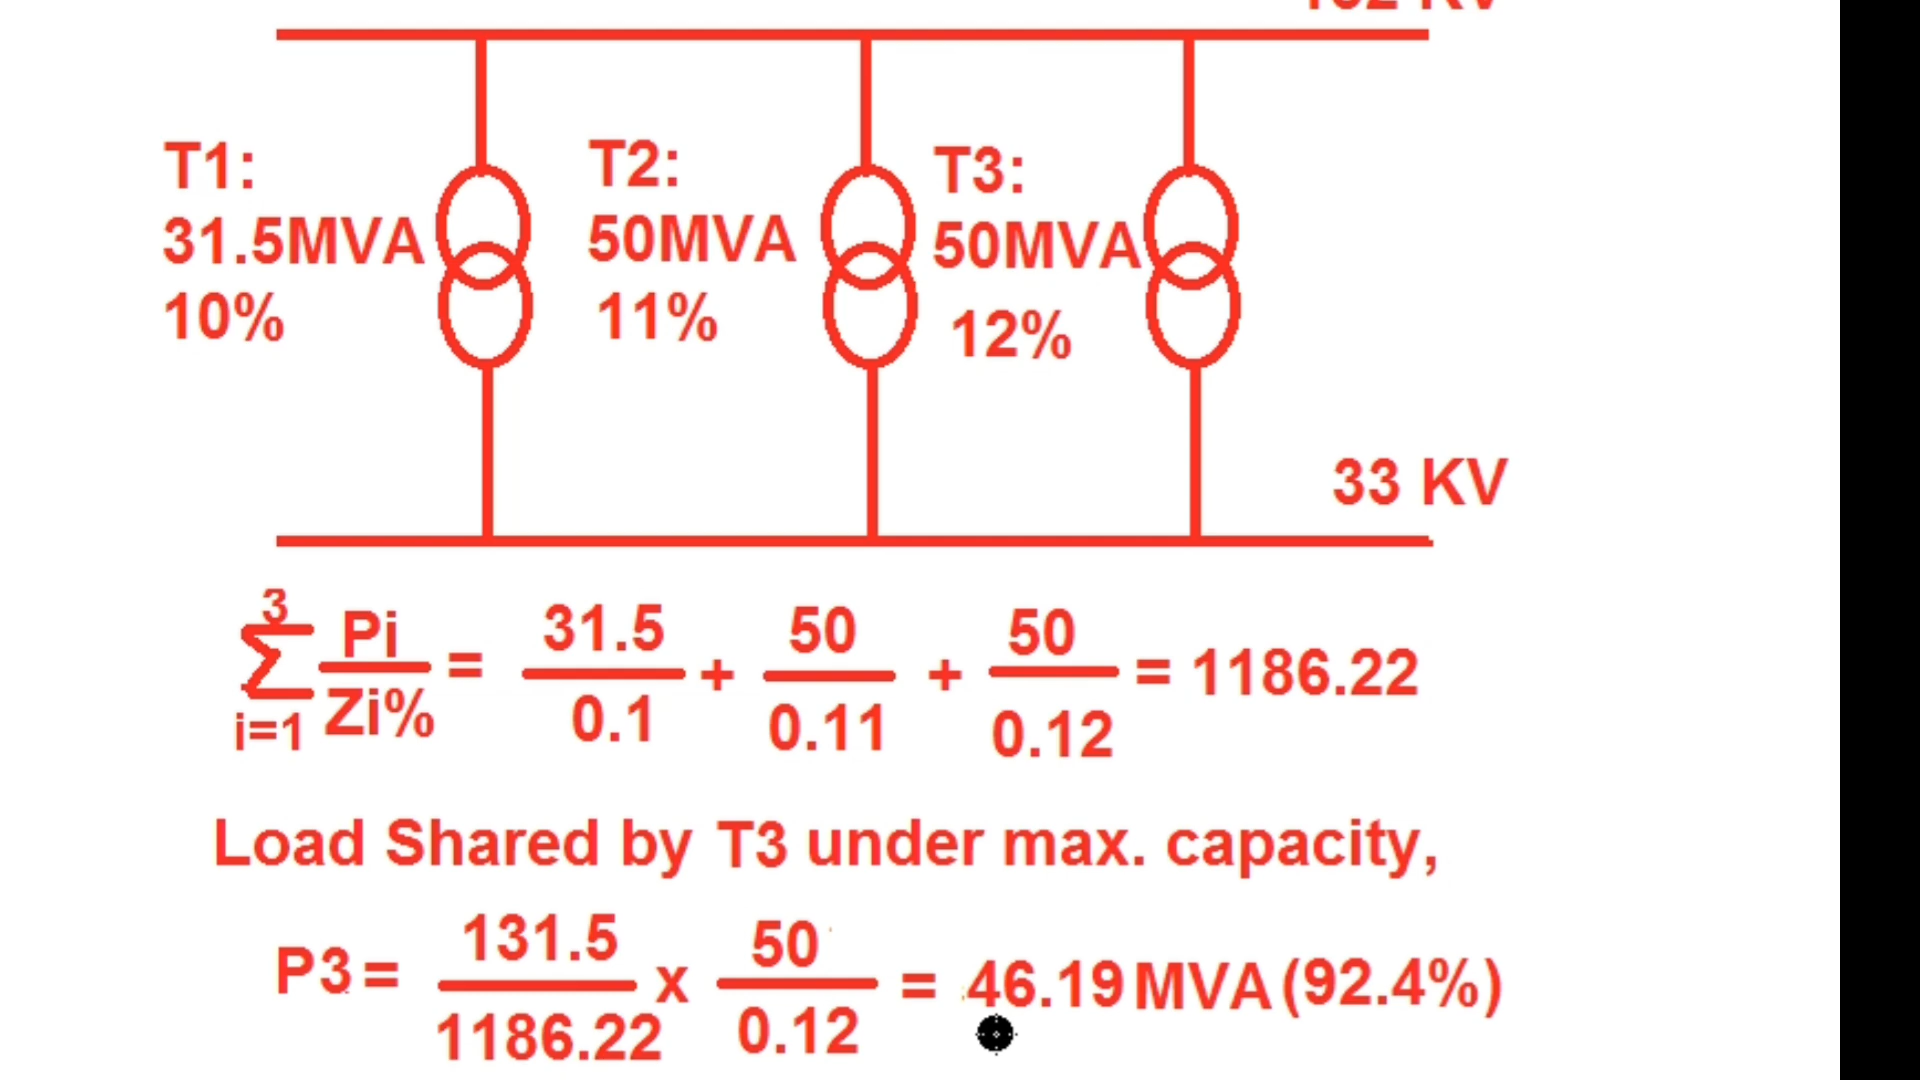 T1:
31.5MVA
10%
T2:
50MVA
11%
T3:
50MVA
12%
33 KV
3
Σ Pi = 31.5 + 50 + 50 = 1186.22
i=1 Zi% 0.1 0.11 0.12
Load Shared by T3 under max. capacity,
P3 = 131.5 x 50 = 46.19 MVA (92.4%)
1186.22 0.12